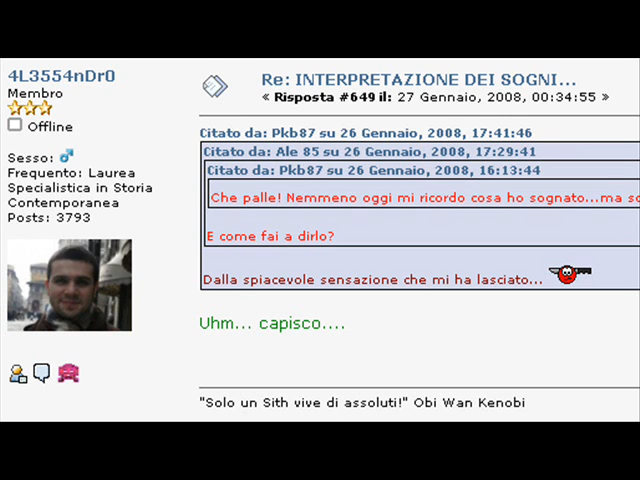 4L3554nDr0
Membro
Offline
Sesso:
Frequento: Laurea
Specialistica in Storia
Contemporanea
Posts: 3793
Re: INTERPRETAZIONE DEI SOGNI...
« Risposta #649 il: 27 Gennaio, 2008, 00:34:55 »
Citato da: Pkb87 su 26 Gennaio, 2008, 17:41:46
Citato da: Ale 85 su 26 Gennaio, 2008, 17:29:41
Citato da: Pkb87 su 26 Gennaio, 2008, 16:13:44
Che palle! Nemmeno oggi mi ricordo cosa ho sognato...ma so
E come fai a dirlo?
Dalla spiacevole sensazione che mi ha lasciato...
Uhm... capisco....
"Solo un Sith vive di assoluti!" Obi Wan Kenobi